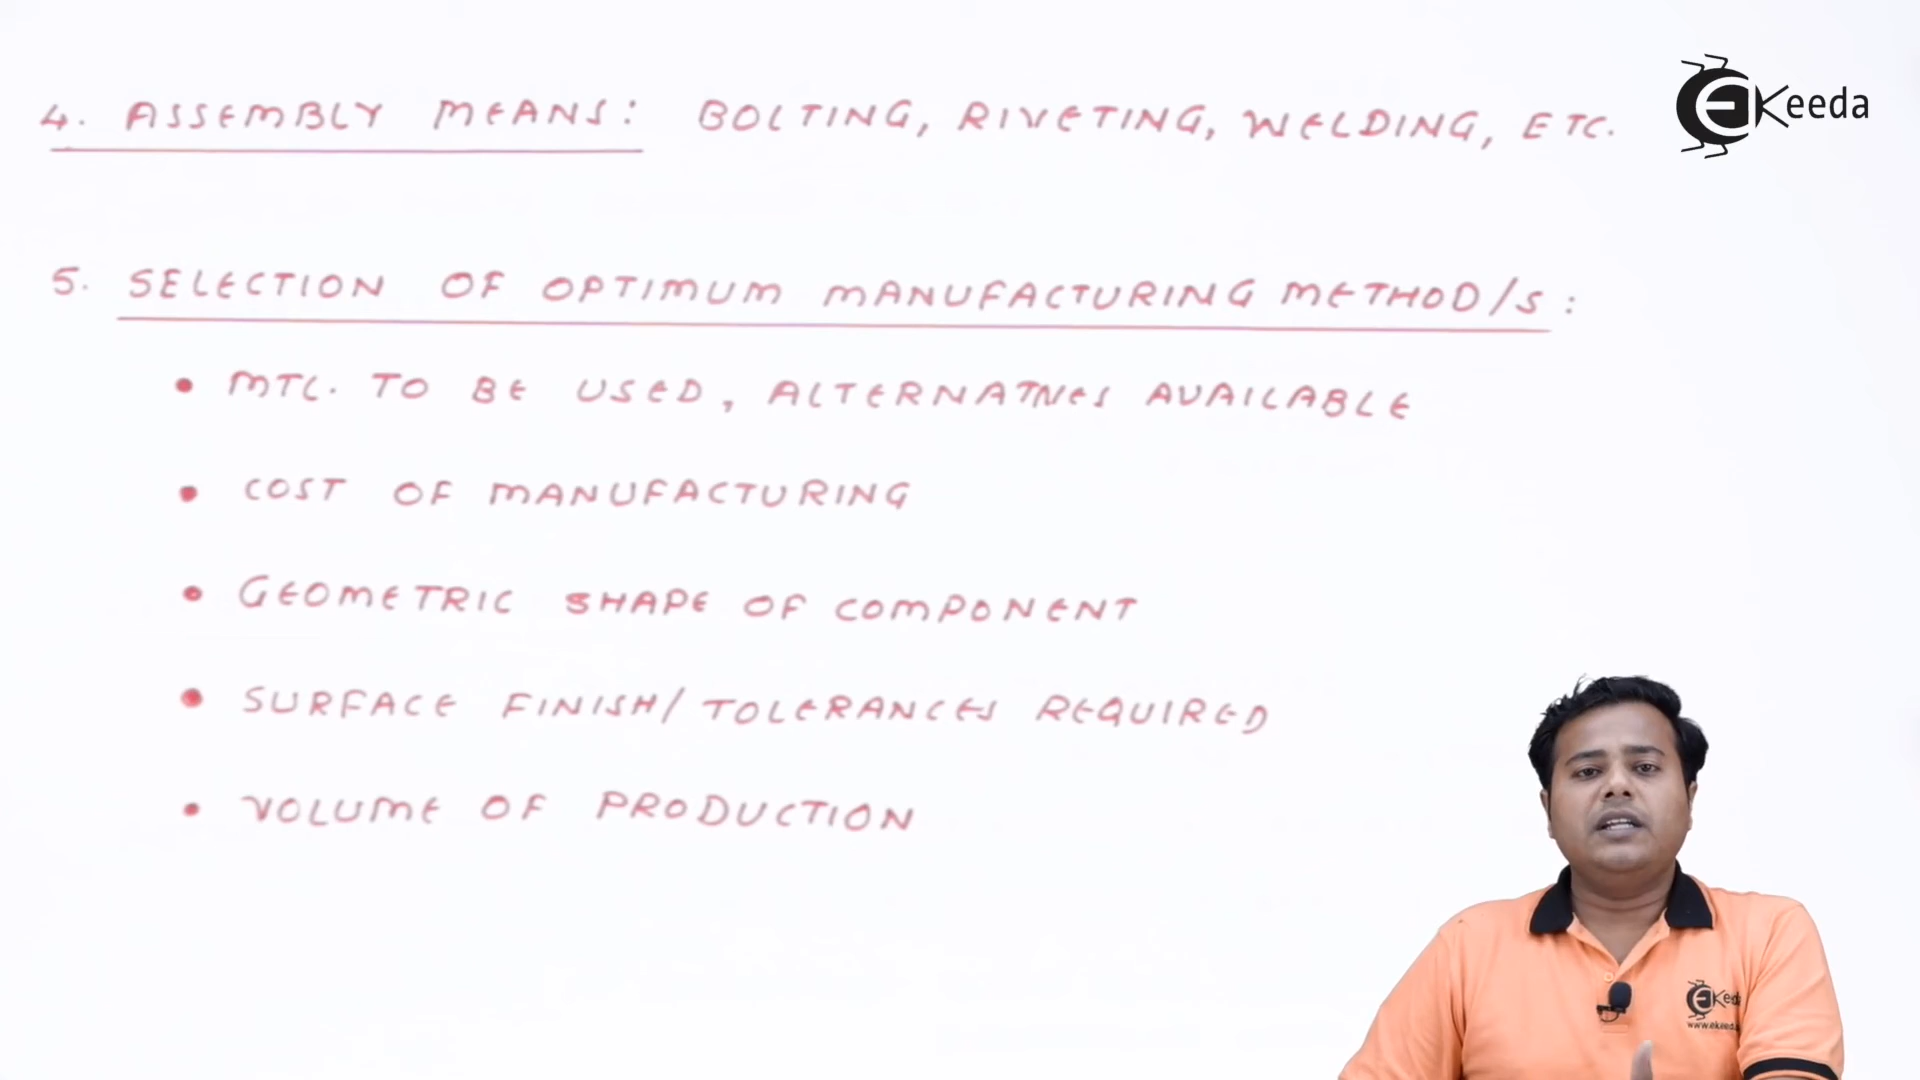 4. ASSEMBLY MEANS: BOLTING, RIVETING, WELDING, ETC.
EKeeda
5. SELECTION OF OPTIMUM MANUFACTURING METHOD/S:
• MTL. TO BE USED, ALTERNATIVES AVAILABLE
• COST OF MANUFACTURING
• GEOMETRIC SHAPE OF COMPONENT
• SURFACE FINISH/TOLERANCES REQUIRED
• VOLUME OF PRODUCTION